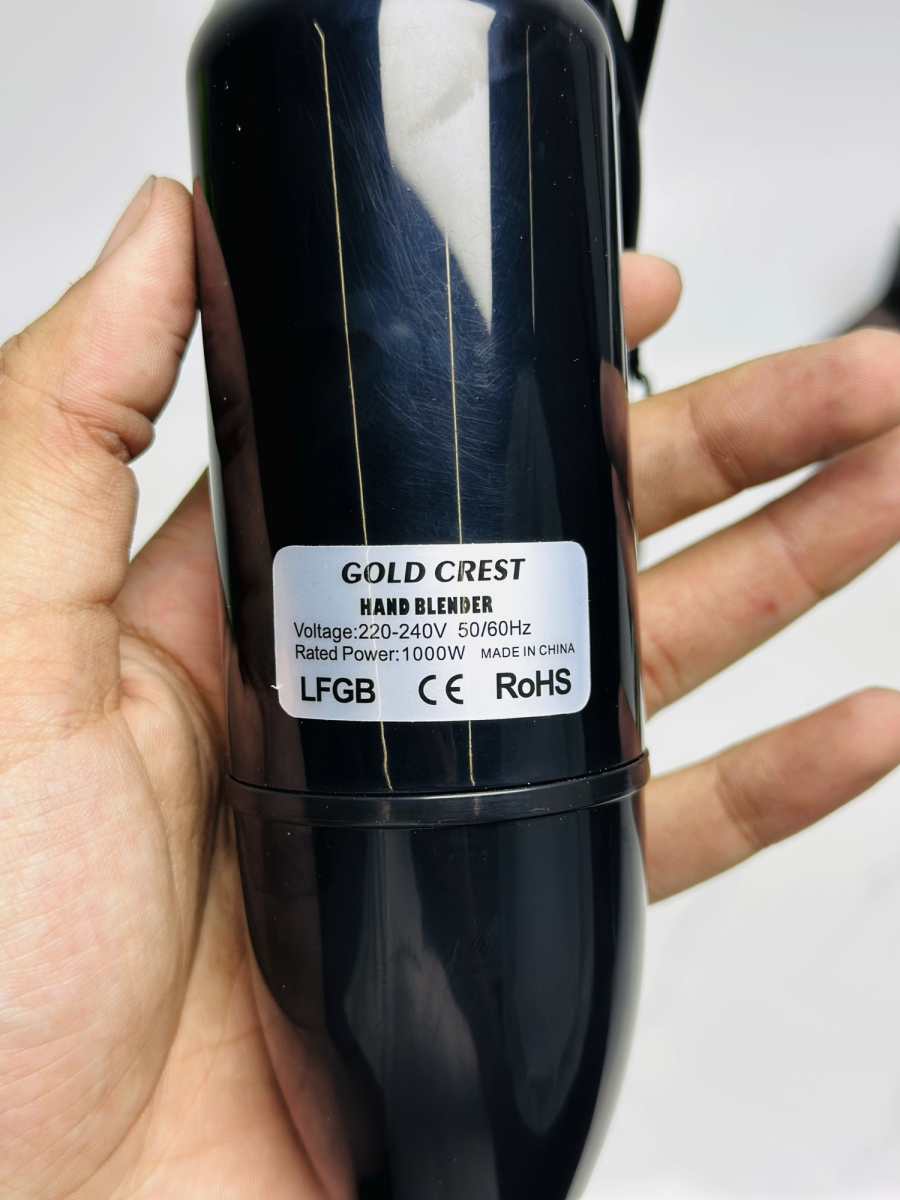 GOLD CREST
HAND BLENDER
Voltage:220-240V 50/60Hz
Rated Power:1000W MADE IN CHINA
LFGB CE RoHS